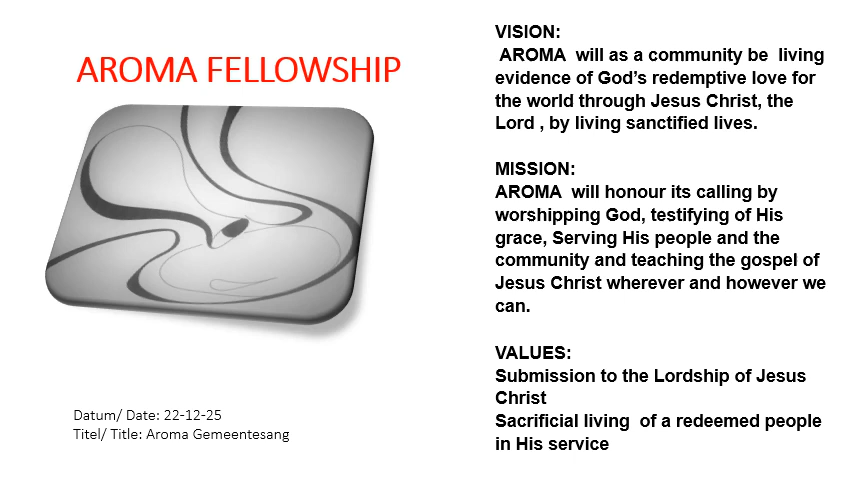 AROMA FELLOWSHIP
Datum/ Date: 22-12-25
Titel/ Title: Aroma Gemeentesang
VISION:
AROMA  will as a community be  living
evidence of God’s redemptive love for
the world through Jesus Christ, the
Lord , by living sanctified lives.
MISSION:
AROMA  will honour its calling by
worshipping God, testifying of His
grace, Serving His people and the
community and teaching the gospel of
Jesus Christ wherever and however we
can.
VALUES:
Submission to the Lordship of Jesus
Christ
Sacrificial living  of a redeemed people
in His service